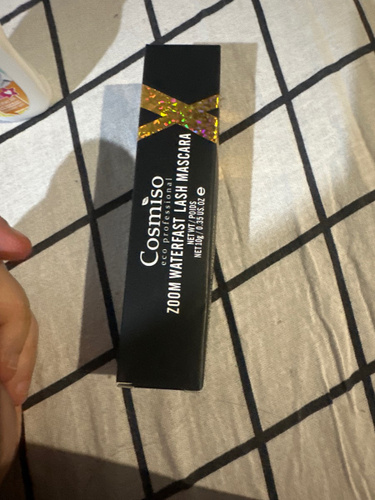 Cosmiso
eco professional
ZOOM WATERFAST LASH MASCARA
NET WT/POIDS
NET 10g/0.35 US.OZ ℮